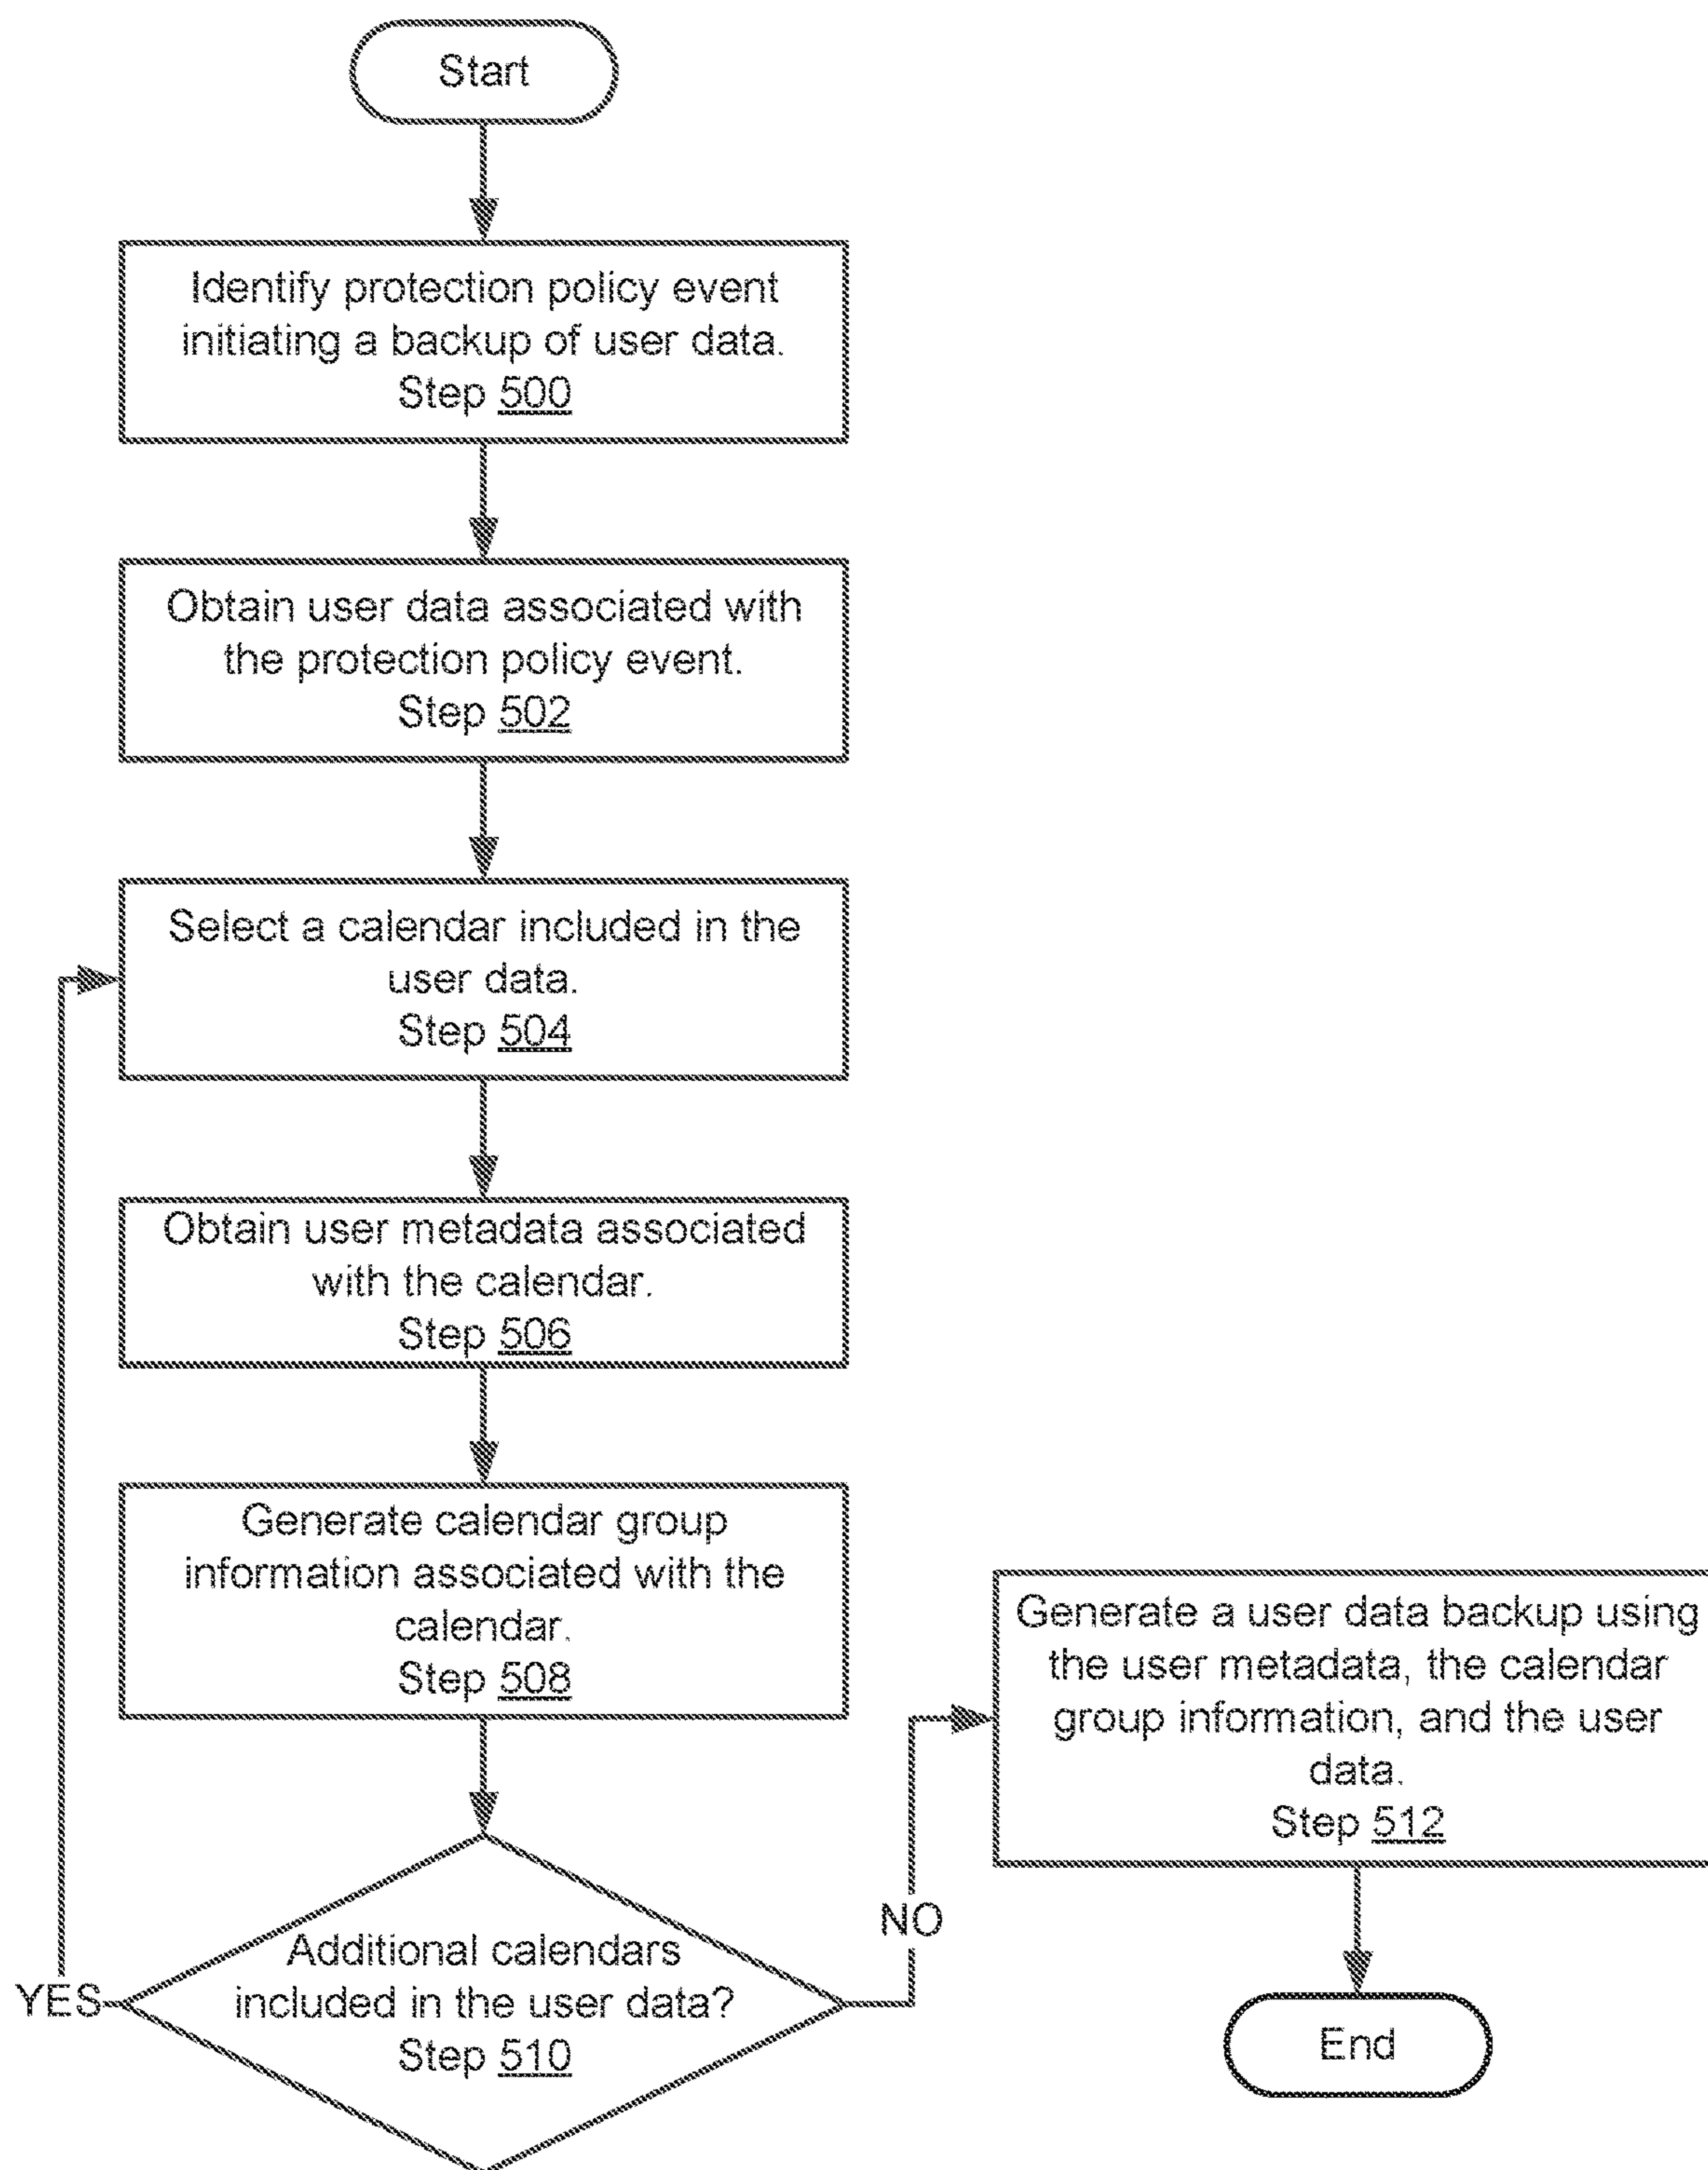 Start
Identify protection policy event
initiating a backup of user data.
Step 500
Obtain user data associated with
the protection policy event.
Step 502
Select a calendar included in the
user data.
Step 504
Obtain user metadata associated
with the calendar.
Step 506
Generate calendar group
information associated with the
calendar.
Step 508
Additional calendars
included in the user data?
Step 510
YES
NO
Generate a user data backup using
the user metadata, the calendar
group information, and the user
data.
Step 512
End